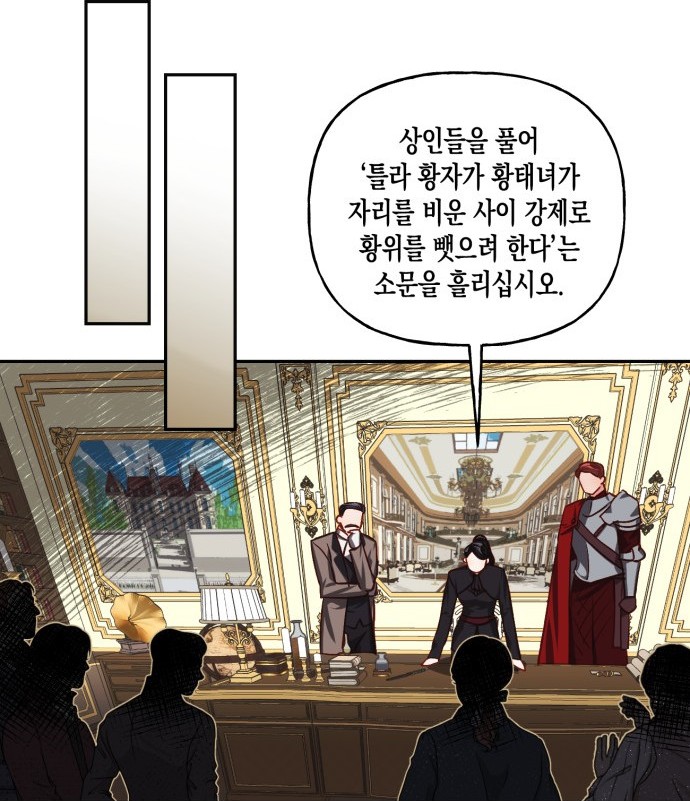 상인들을 풀어
‘틀라 황자가 황태녀가
자리를 비운 사이 강제로
황위를 뺏으려 한다’는
소문을 흘리십시오.